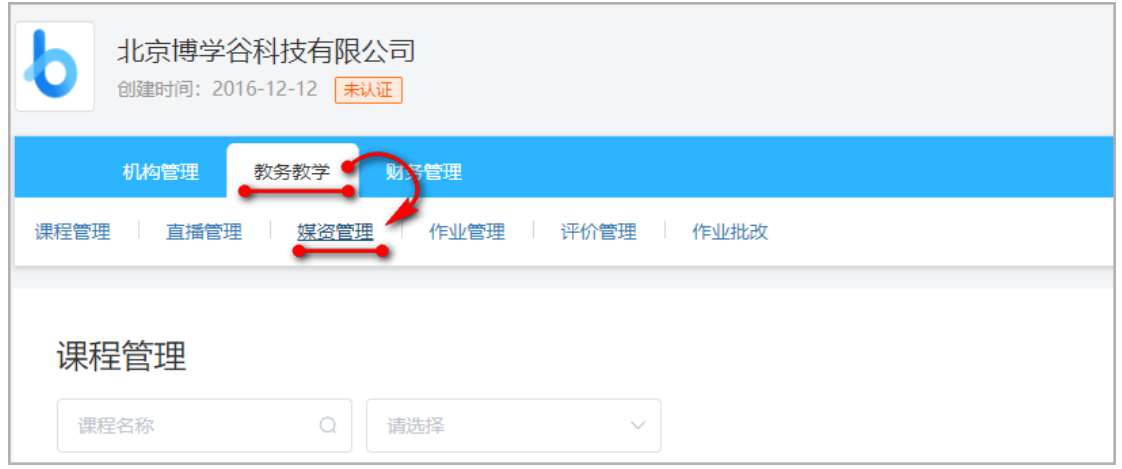 北京博学谷科技有限公司
创建时间：2016-12-12 未认证
机构管理 教务教学 财务管理
课程管理 直播管理 媒资管理 作业管理 评价管理 作业批改
课程管理
课程名称 请选择